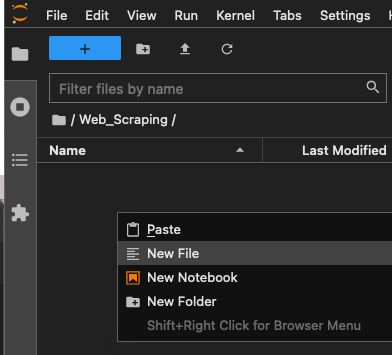 File Edit View Run Kernel Tabs Settings
Filter files by name
/ Web_Scraping /
Name Last Modified
Paste
New File
New Notebook
New Folder
Shift+Right Click for Browser Menu